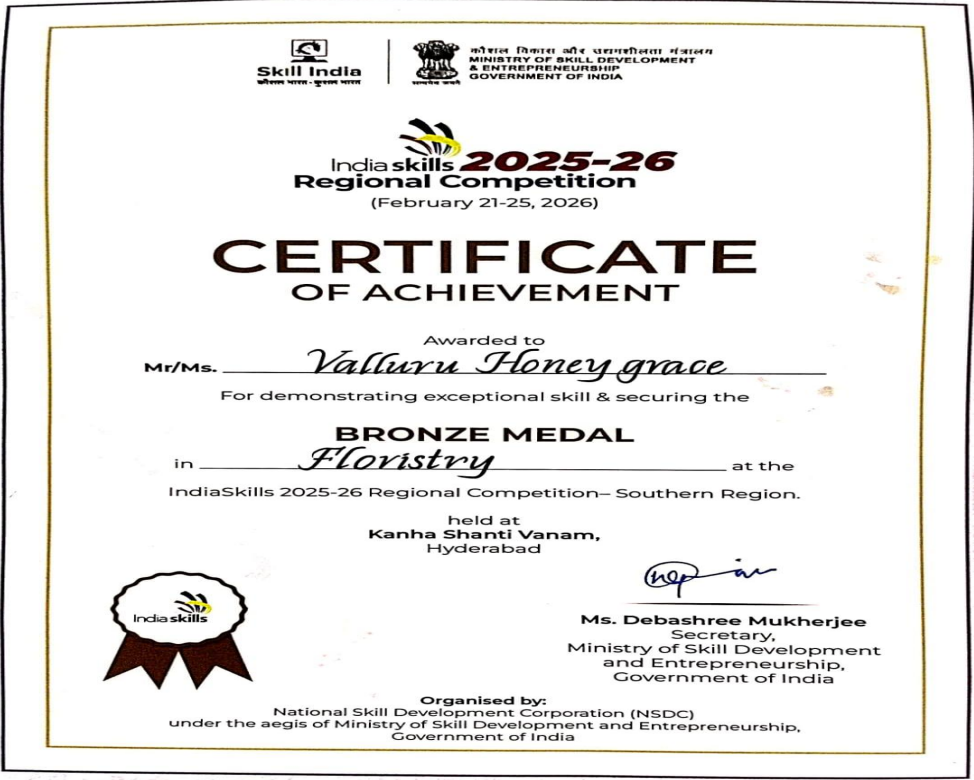 Skill India
कौशल भारत - कुशल भारत
कौशल विकास और उद्यमशीलता मंत्रालय
MINISTRY OF SKILL DEVELOPMENT
& ENTREPRENEURSHIP
GOVERNMENT OF INDIA
सत्यमेव जयते
India skills 2025-26
Regional Competition
(February 21-25, 2026)
CERTIFICATE
OF ACHIEVEMENT
Awarded to
Mr/Ms. Valluru Honey grace
For demonstrating exceptional skill & securing the
BRONZE MEDAL
in Floristry at the
IndiaSkills 2025-26 Regional Competition– Southern Region.
held at
Kanha Shanti Vanam,
Hyderabad
India skills
Ms. Debashree Mukherjee
Secretary,
Ministry of Skill Development
and Entrepreneurship,
Government of India
Organised by:
National Skill Development Corporation (NSDC)
under the aegis of Ministry of Skill Development and Entrepreneurship,
Government of India